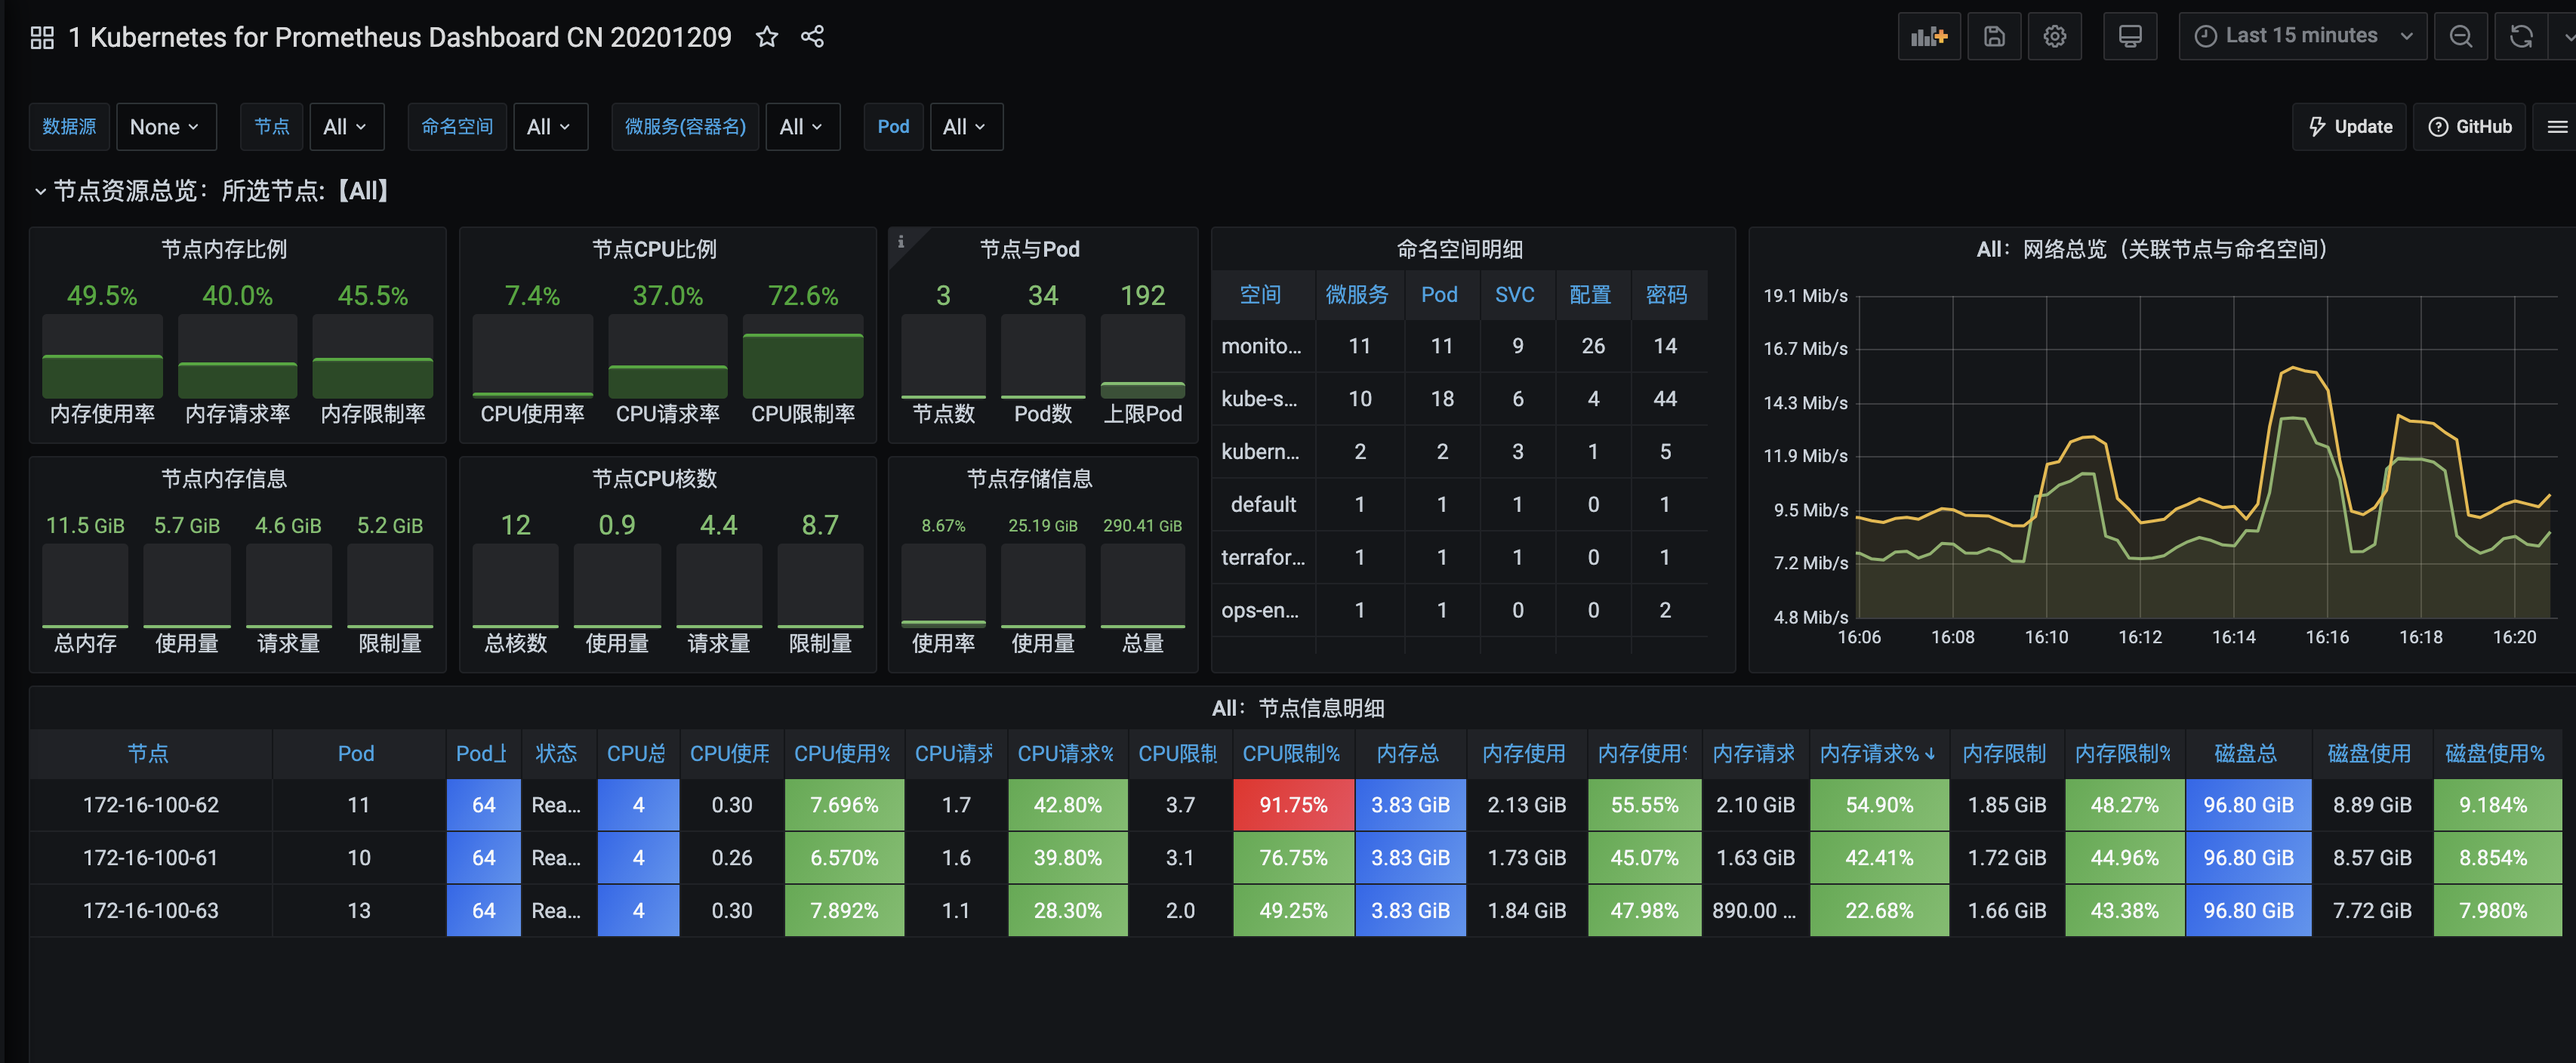 1 Kubernetes for Prometheus Dashboard CN 20201209
Last 15 minutes
数据源 None 节点 All 命名空间 All 微服务(容器名) All Pod All Update GitHub
节点资源总览：所选节点:【All】
节点内存比例
49.5% 40.0% 45.5%
内存使用率 内存请求率 内存限制率
节点CPU比例
7.4% 37.0% 72.6%
CPU使用率 CPU请求率 CPU限制率
节点与Pod
3 34 192
节点数 Pod数 上限Pod
节点内存信息
11.5 GiB 5.7 GiB 4.6 GiB 5.2 GiB
总内存 使用量 请求量 限制量
节点CPU核数
12 0.9 4.4 8.7
总核数 使用量 请求量 限制量
节点存储信息
8.67% 25.19 GiB 290.41 GiB
使用率 使用量 总量
命名空间明细
空间 微服务 Pod SVC 配置 密码
monito... 11 11 9 26 14
kube-s... 10 18 6 4 44
kubern... 2 2 3 1 5
default 1 1 1 0 1
terrafor... 1 1 1 0 1
ops-en... 1 1 0 0 2
All：网络总览（关联节点与命名空间）
19.1 Mib/s
16.7 Mib/s
14.3 Mib/s
11.9 Mib/s
9.5 Mib/s
7.2 Mib/s
4.8 Mib/s
16:06 16:08 16:10 16:12 16:14 16:16 16:18 16:20
All：节点信息明细
节点 Pod Pod上 状态 CPU总 CPU使用 CPU使用% CPU请求 CPU请求% CPU限制 CPU限制% 内存总 内存使用 内存使用% 内存请求 内存请求% 内存限制 内存限制% 磁盘总 磁盘使用 磁盘使用%
172-16-100-62 11 64 Rea... 4 0.30 7.696% 1.7 42.80% 3.7 91.75% 3.83 GiB 2.13 GiB 55.55% 2.10 GiB 54.90% 1.85 GiB 48.27% 96.80 GiB 8.89 GiB 9.184%
172-16-100-61 10 64 Rea... 4 0.26 6.570% 1.6 39.80% 3.1 76.75% 3.83 GiB 1.73 GiB 45.07% 1.63 GiB 42.41% 1.72 GiB 44.96% 96.80 GiB 8.57 GiB 8.854%
172-16-100-63 13 64 Rea... 4 0.30 7.892% 1.1 28.30% 2.0 49.25% 3.83 GiB 1.84 GiB 47.98% 890.00 ... 22.68% 1.66 GiB 43.38% 96.80 GiB 7.72 GiB 7.980%